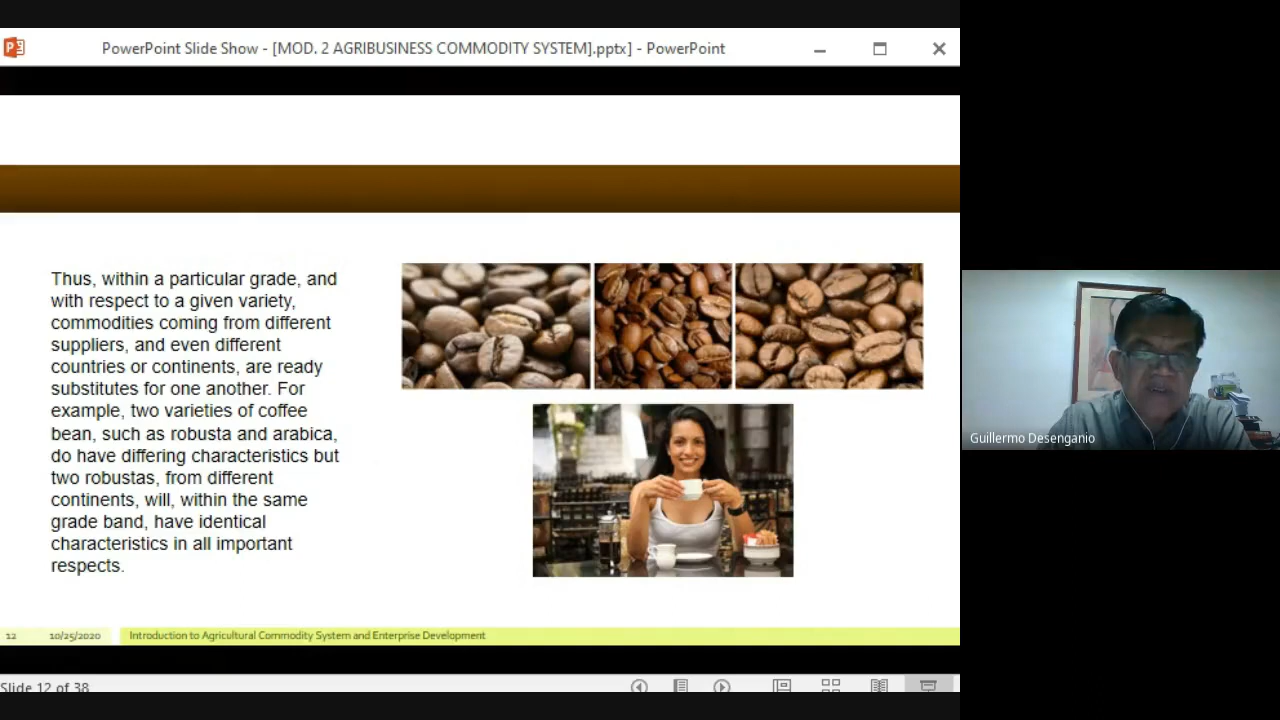 PowerPoint Slide Show - [MOD. 2 AGRIBUSINESS COMMODITY SYSTEM].pptx] - PowerPoint
Thus, within a particular grade, and
with respect to a given variety,
commodities coming from different
suppliers, and even different
countries or continents, are ready
substitutes for one another. For
example, two varieties of coffee
bean, such as robusta and arabica,
do have differing characteristics but
two robustas, from different
continents, will, within the same
grade band, have identical
characteristics in all important
respects.
Guillermo Desenganio
12 10/25/2020 Introduction to Agricultural Commodity System and Enterprise Development
Slide 12 of 38